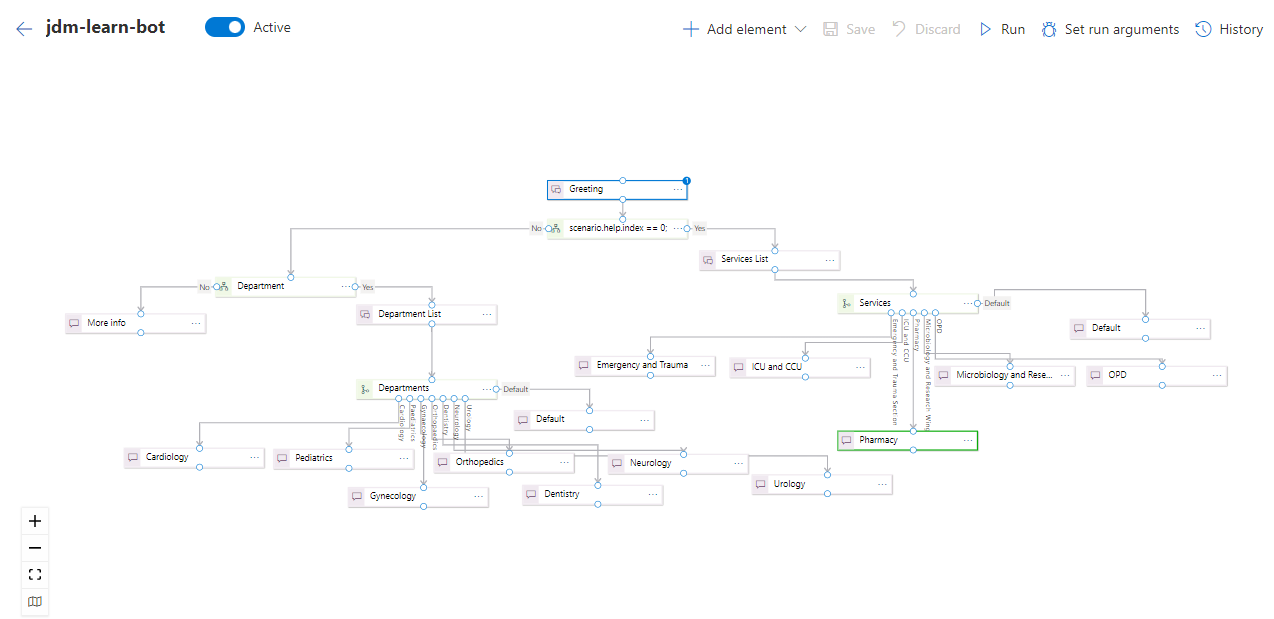 jdm-learn-bot
Active
Add element
Save
Discard
Run
Set run arguments
History
Greeting
1
No
scenario.help.index == 0;
Yes
Services List
No
Department
Yes
Services
Default
More info
Department List
Default
Emergency and Trauma Section
ICU and CCU
Pharmacy
Microbiology and Research Wing
OPD
Emergency and Trauma
ICU and CCU
Microbiology and Rese...
OPD
Departments
Default
Default
Cardiology
Paediatrics
Gynaecology
Orthopaedics
Dentistry
Neurology
Urology
Pharmacy
Cardiology
Pediatrics
Orthopedics
Neurology
Urology
Gynecology
Dentistry